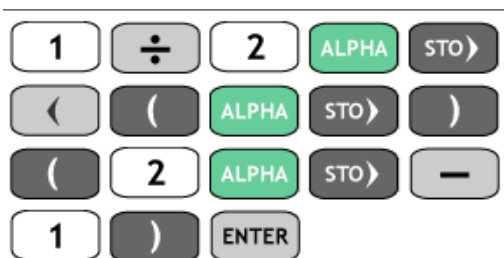 1 ÷ 2 ALPHA STO⟩
⟨ ( ALPHA STO⟩ )
( 2 ALPHA STO⟩ −
1 ) ENTER